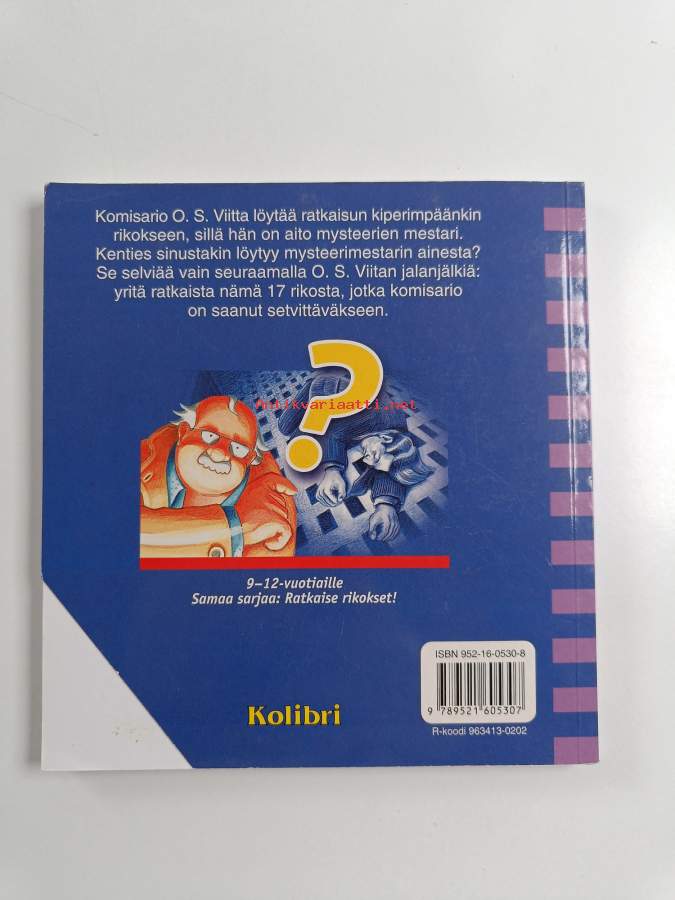 Komisario O. S. Viitta löytää ratkaisun kiperimpäänkin
rikokseen, sillä hän on aito mysteerien mestari.
Kenties sinustakin löytyy mysteerimestarin ainesta?
Se selviää vain seuraamalla O. S. Viitan jalanjälkiä:
yritä ratkaista nämä 17 rikosta, jotka komisario
on saanut setvittäväkseen.
?
Antikvariaatti.net
9–12-vuotiaille
Samaa sarjaa: Ratkaise rikokset!
ISBN 952-16-0530-8
9 789521 605307
R-koodi 963413-0202
Kolibri